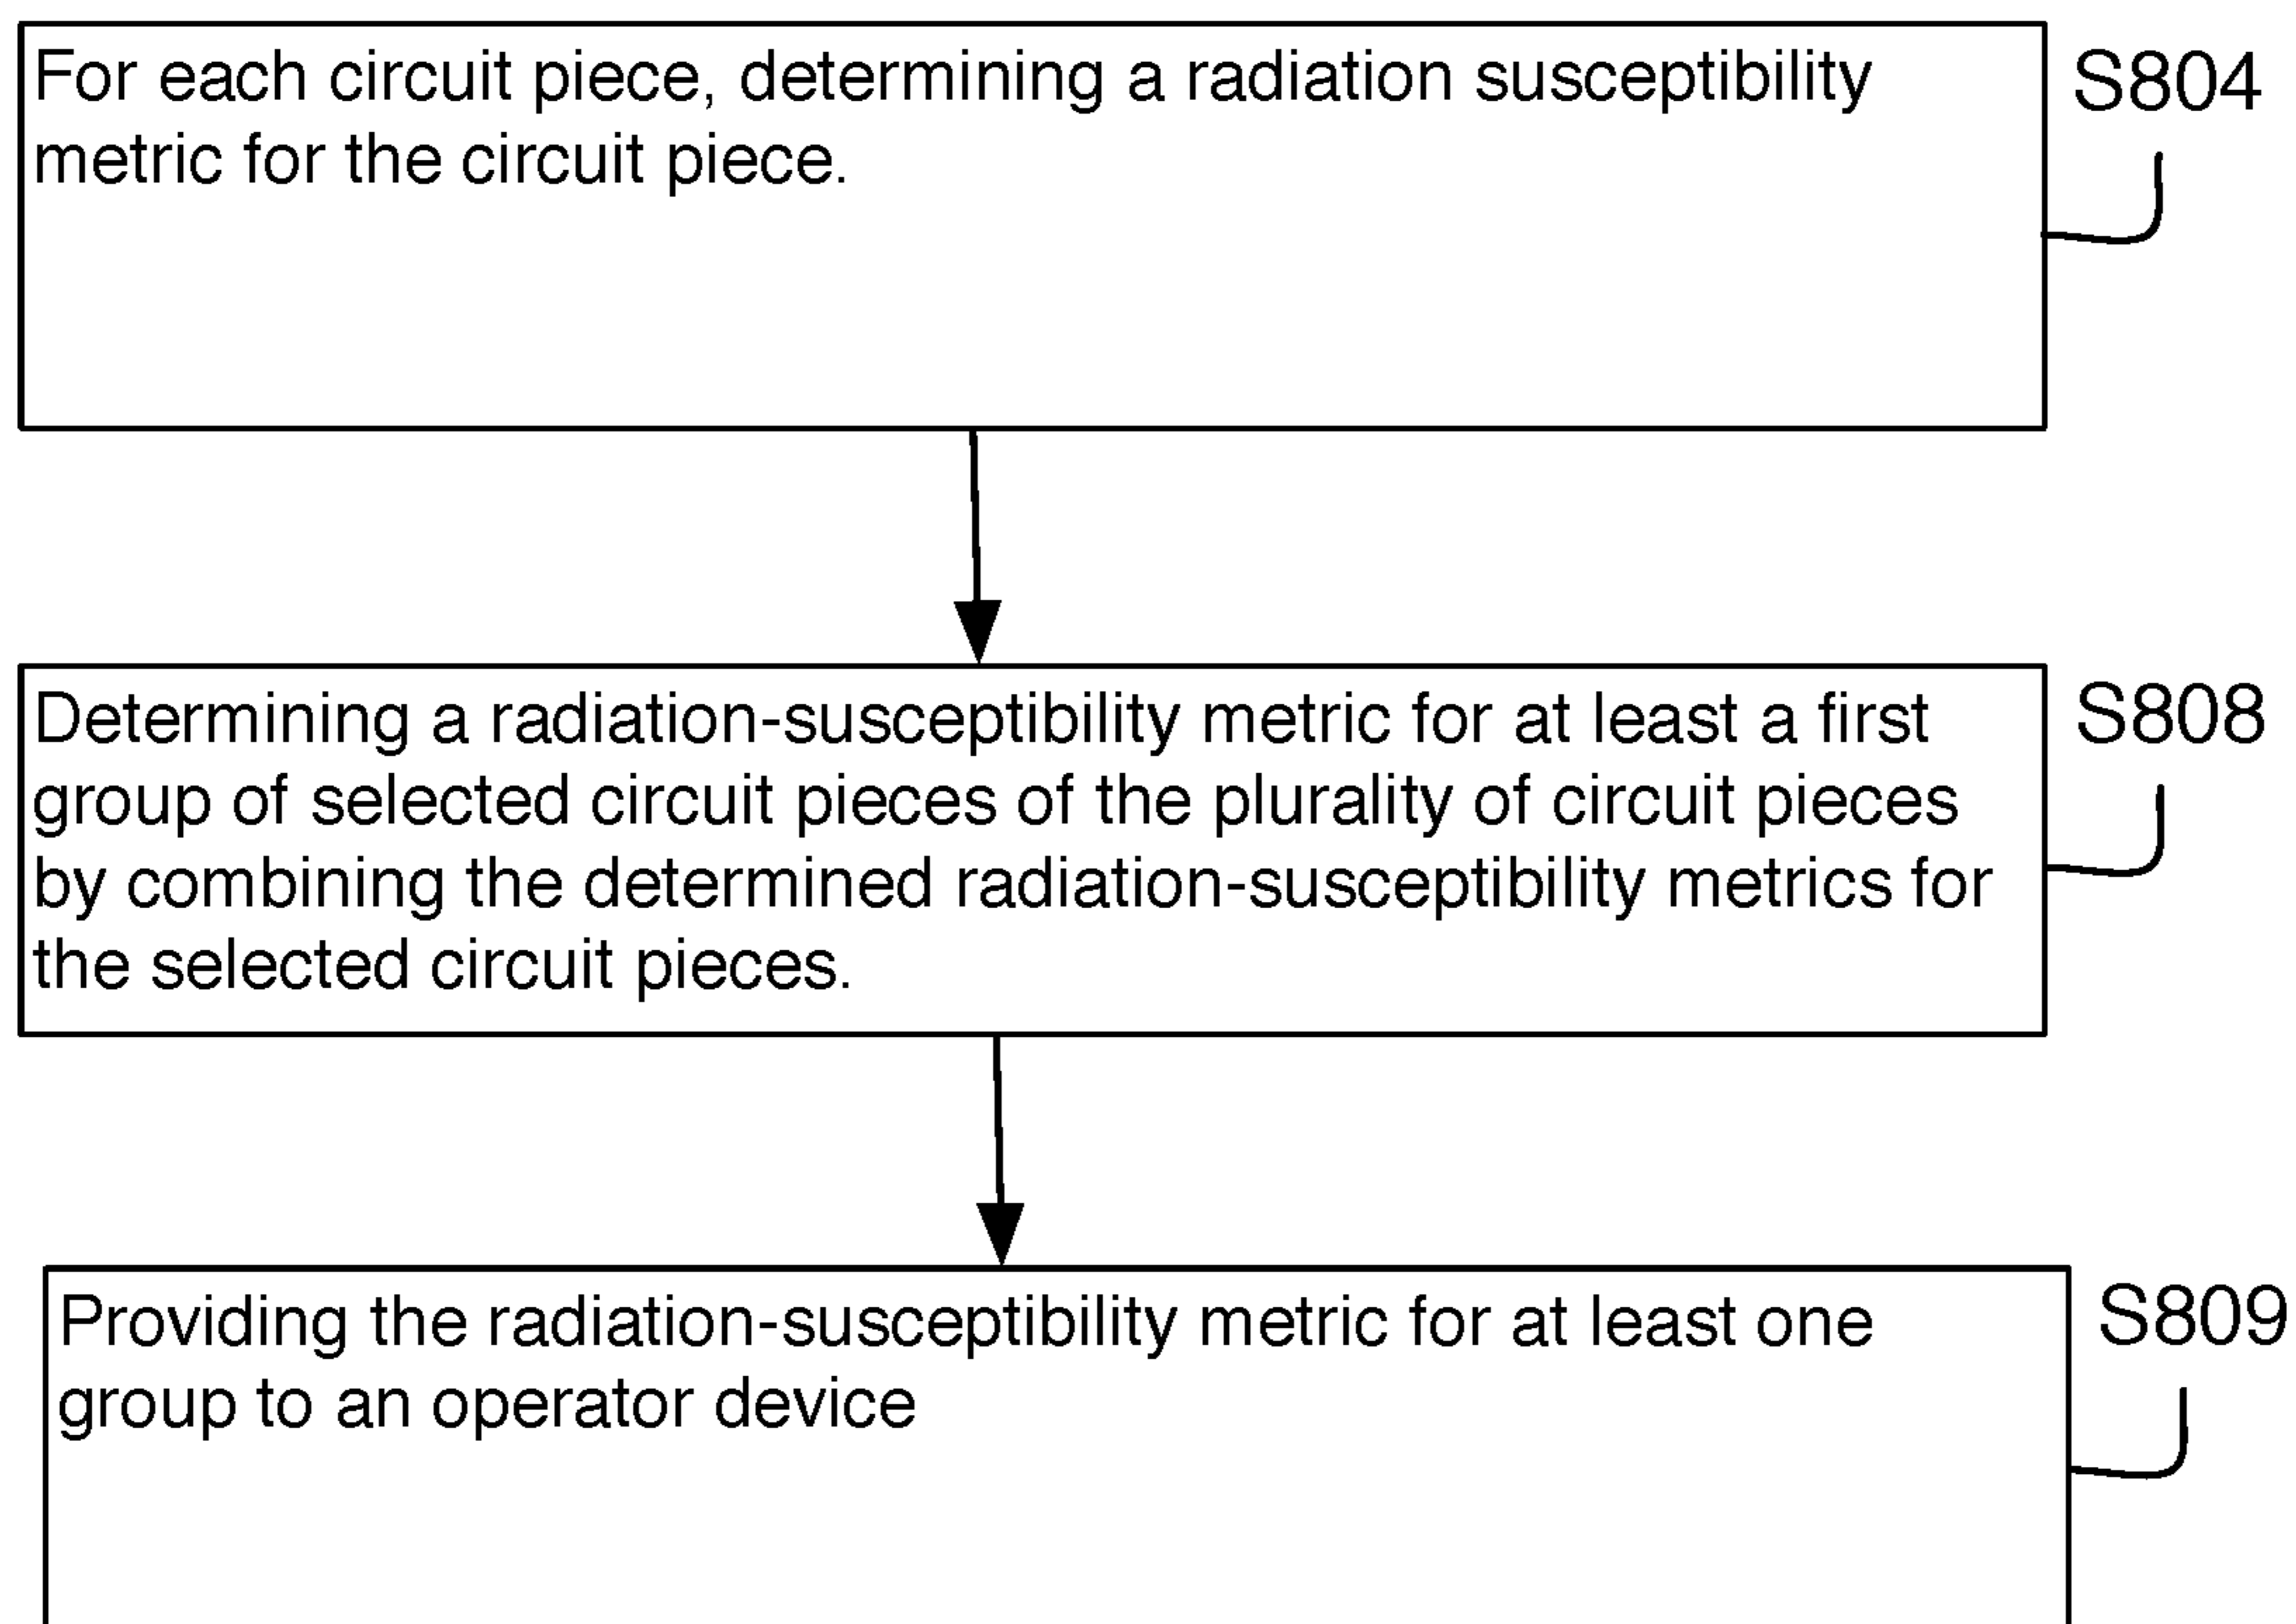 For each circuit piece, determining a radiation susceptibility
metric for the circuit piece.
S804
Determining a radiation-susceptibility metric for at least a first
group of selected circuit pieces of the plurality of circuit pieces
by combining the determined radiation-susceptibility metrics for
the selected circuit pieces.
S808
Providing the radiation-susceptibility metric for at least one
group to an operator device
S809